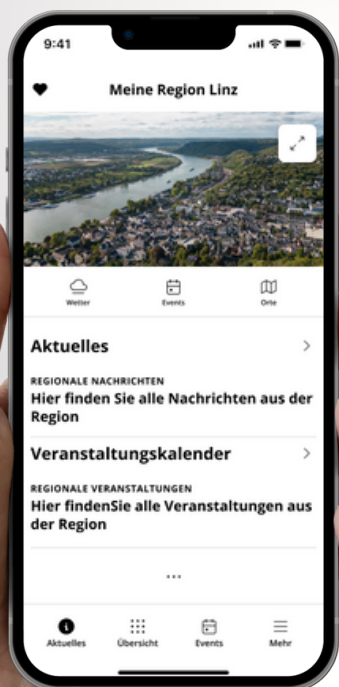 9:41
Meine Region Linz
Wetter Events Orte
Aktuelles
REGIONALE NACHRICHTEN
Hier finden Sie alle Nachrichten aus der
Region
Veranstaltungskalender
REGIONALE VERANSTALTUNGEN
Hier findenSie alle Veranstaltungen aus
der Region
...
Aktuelles Übersicht Events Mehr